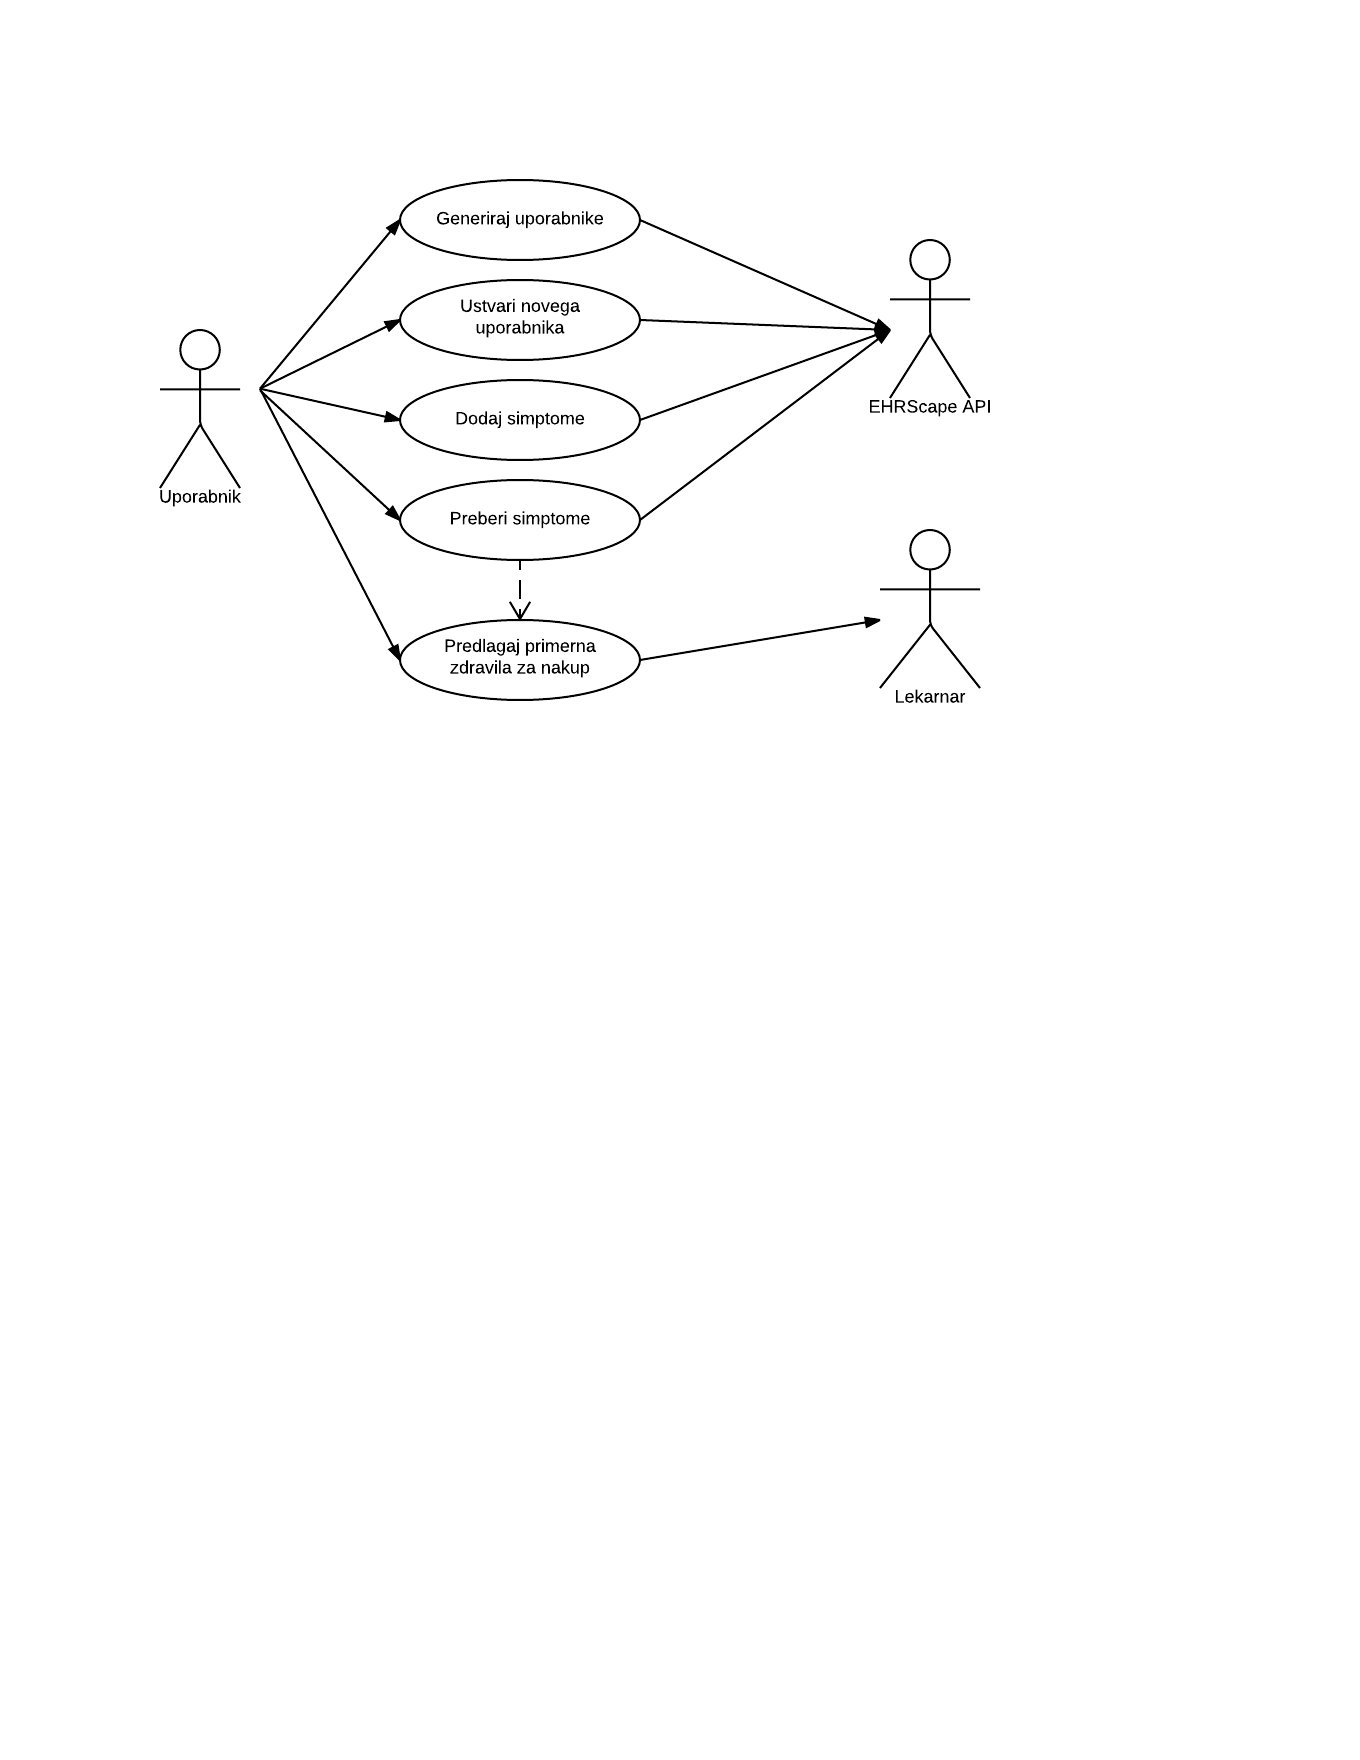 Generiraj uporabnike
Ustvari novega
uporabnika
Dodaj simptome
Preberi simptome
Predlagaj primerna
zdravila za nakup
Uporabnik
EHRScape API
Lekarnar